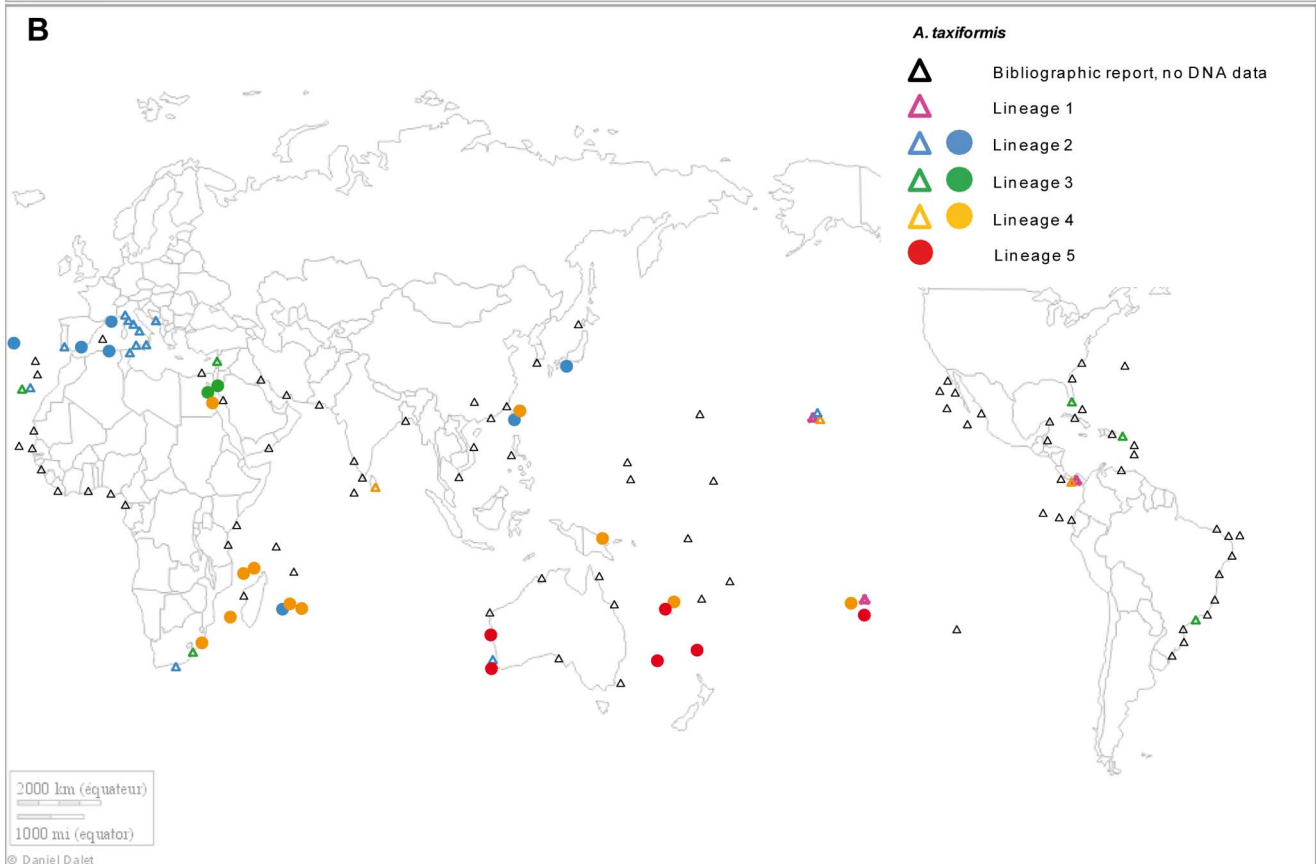 B
A. taxiformis
Bibliographic report, no DNA data
Lineage 1
Lineage 2
Lineage 3
Lineage 4
Lineage 5
2000 km (équateur)
1000 mi (equator)
© Daniel Dalet